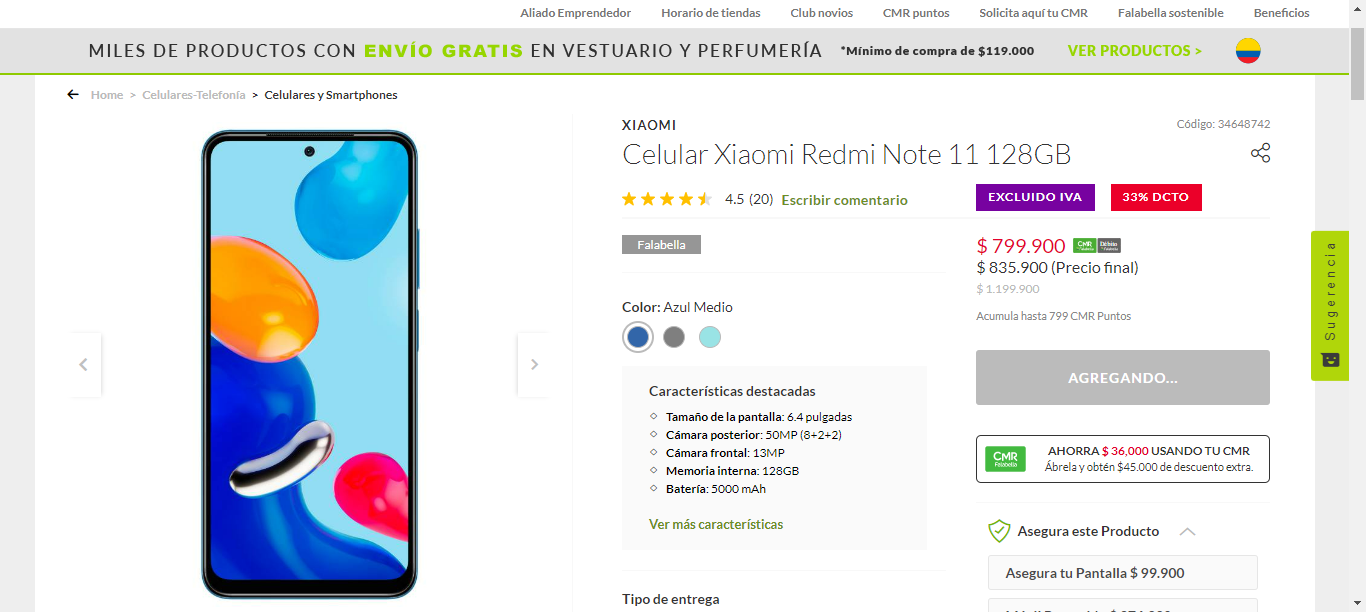 Aliado Emprendedor Horario de tiendas Club novios CMR puntos Solicita aquí tu CMR Falabella sostenible Beneficios
MILES DE PRODUCTOS CON ENVÍO GRATIS EN VESTUARIO Y PERFUMERÍA *Mínimo de compra de $119.000 VER PRODUCTOS >
Home > Celulares-Telefonía > Celulares y Smartphones
XIAOMI
Código: 34648742
Celular Xiaomi Redmi Note 11 128GB
4.5 (20) Escribir comentario
EXCLUIDO IVA 33% DCTO
Falabella
$ 799.900 CMR Débito
$ 835.900 (Precio final)
$ 1.199.900
Acumula hasta 799 CMR Puntos
Color: Azul Medio
AGREGANDO...
Características destacadas
Tamaño de la pantalla: 6.4 pulgadas
Cámara posterior: 50MP (8+2+2)
Cámara frontal: 13MP
Memoria interna: 128GB
Batería: 5000 mAh
Ver más características
CMR
Falabella
AHORRA $ 36,000 USANDO TU CMR
Ábrela y obtén $45.000 de descuento extra.
Asegura este Producto
Asegura tu Pantalla $ 99.900
Tipo de entrega
Sugerencia